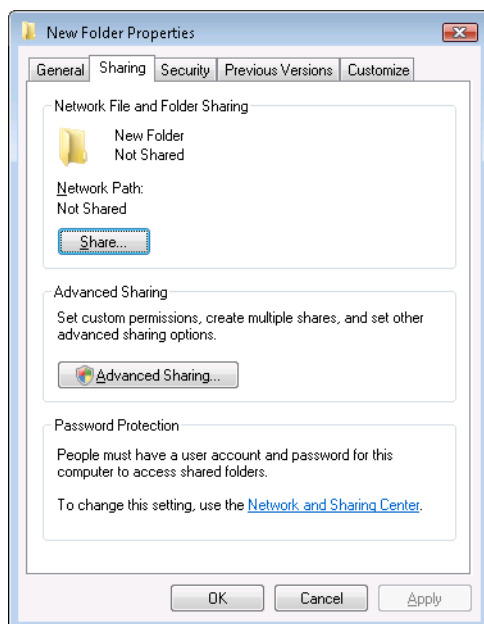 New Folder Properties
General Sharing Security Previous Versions Customize
Network File and Folder Sharing
New Folder
Not Shared
Network Path:
Not Shared
Share...
Advanced Sharing
Set custom permissions, create multiple shares, and set other
advanced sharing options.
Advanced Sharing...
Password Protection
People must have a user account and password for this
computer to access shared folders.
To change this setting, use the Network and Sharing Center.
OK Cancel Apply